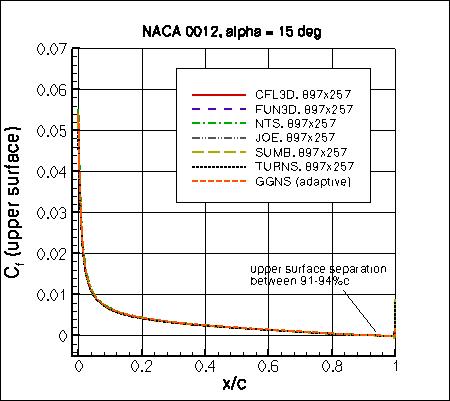 NACA 0012, alpha = 15 deg
0.07
0.06
0.05
0.04
0.03
0.02
0.01
0
Cf (upper surface)
CFL3D, 897x257
FUN3D, 897x257
NTS, 897x257
JOE, 897x257
SUMB, 897x257
TURNS, 897x257
GGNS (adaptive)
upper surface separation
between 91-94%c
0 0.2 0.4 0.6 0.8 1
x/c